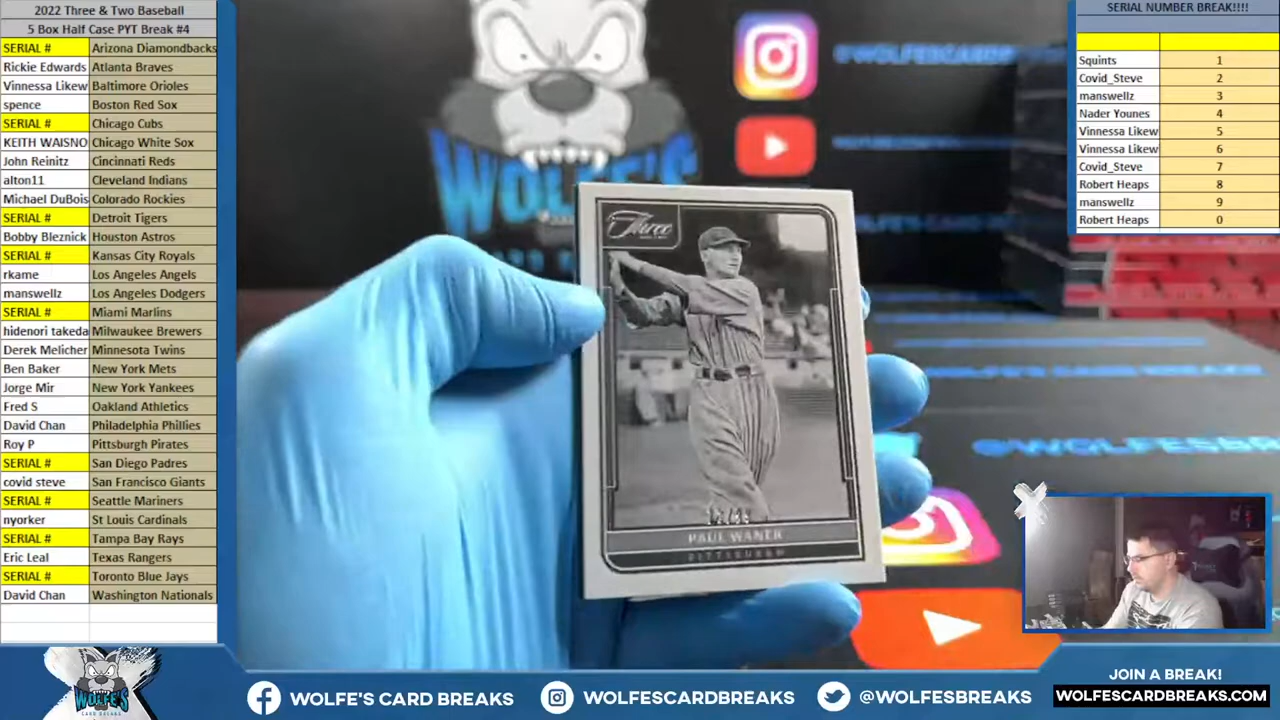 2022 Three & Two Baseball
5 Box Half Case PYT Break #4
SERIAL # Arizona Diamondbacks
Rickie Edwards Atlanta Braves
Vinnessa Likew Baltimore Orioles
spence Boston Red Sox
SERIAL # Chicago Cubs
KEITH WAISNO Chicago White Sox
John Reinitz Cincinnati Reds
alton11 Cleveland Indians
Michael DuBois Colorado Rockies
SERIAL # Detroit Tigers
Bobby Bleznick Houston Astros
SERIAL # Kansas City Royals
rkame Los Angeles Angels
manswellz Los Angeles Dodgers
SERIAL # Miami Marlins
hidenori takeda Milwaukee Brewers
Derek Melicher Minnesota Twins
Ben Baker New York Mets
Jorge Mir New York Yankees
Fred S Oakland Athletics
David Chan Philadelphia Phillies
Roy P Pittsburgh Pirates
SERIAL # San Diego Padres
covid steve San Francisco Giants
SERIAL # Seattle Mariners
nyorker St Louis Cardinals
SERIAL # Tampa Bay Rays
Eric Leal Texas Rangers
SERIAL # Toronto Blue Jays
David Chan Washington Nationals
WOLFE'S
Three
PAUL WANER
PITTSBURGH
@WOLFESBR
SERIAL NUMBER BREAK!!!!
Squints 1
Covid_Steve 2
manswellz 3
Nader Younes 4
Vinnessa Likew 5
Vinnessa Likew 6
Covid_Steve 7
Robert Heaps 8
manswellz 9
Robert Heaps 0
WOLFE'S
CARD BREAKS
WOLFE'S CARD BREAKS
WOLFESCARDBREAKS
@WOLFESBREAKS
JOIN A BREAK!
WOLFESCARDBREAKS.COM